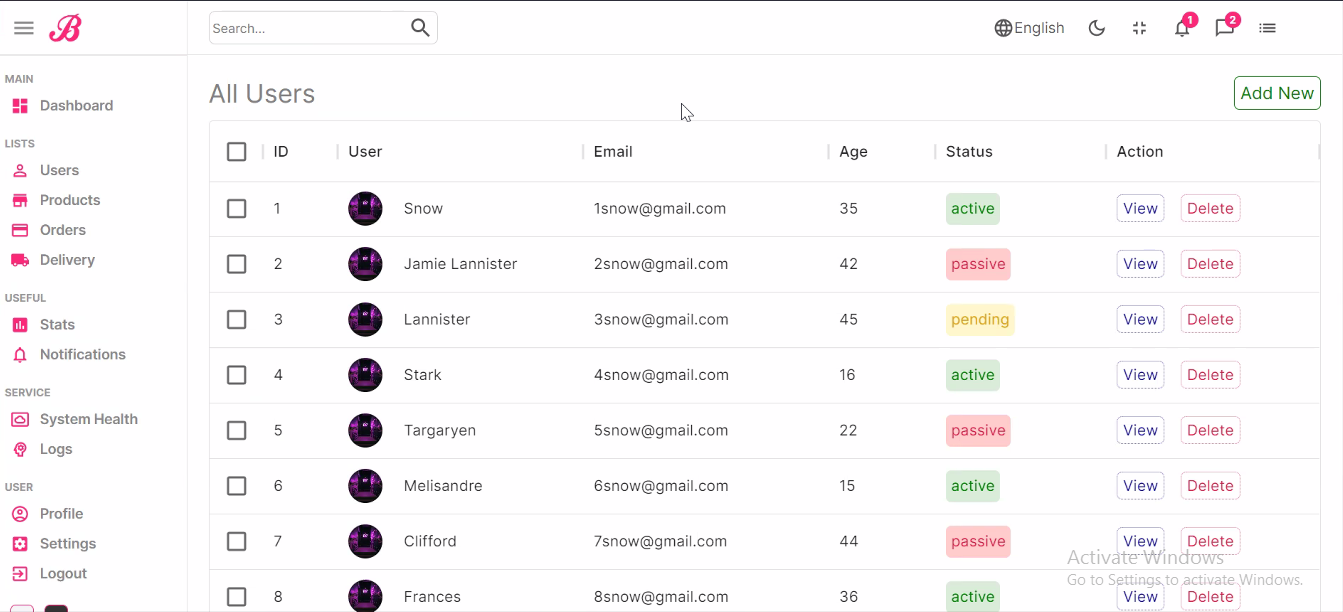 B
Search...
English
1
2
MAIN
Dashboard
LISTS
Users
Products
Orders
Delivery
USEFUL
Stats
Notifications
SERVICE
System Health
Logs
USER
Profile
Settings
Logout
All Users
Add New
ID User Email Age Status Action
1 Snow 1snow@gmail.com 35 active View Delete
2 Jamie Lannister 2snow@gmail.com 42 passive View Delete
3 Lannister 3snow@gmail.com 45 pending View Delete
4 Stark 4snow@gmail.com 16 active View Delete
5 Targaryen 5snow@gmail.com 22 passive View Delete
6 Melisandre 6snow@gmail.com 15 active View Delete
7 Clifford 7snow@gmail.com 44 passive View Delete
8 Frances 8snow@gmail.com 36 active View Delete
Activate Windows
Go to Settings to activate Windows.